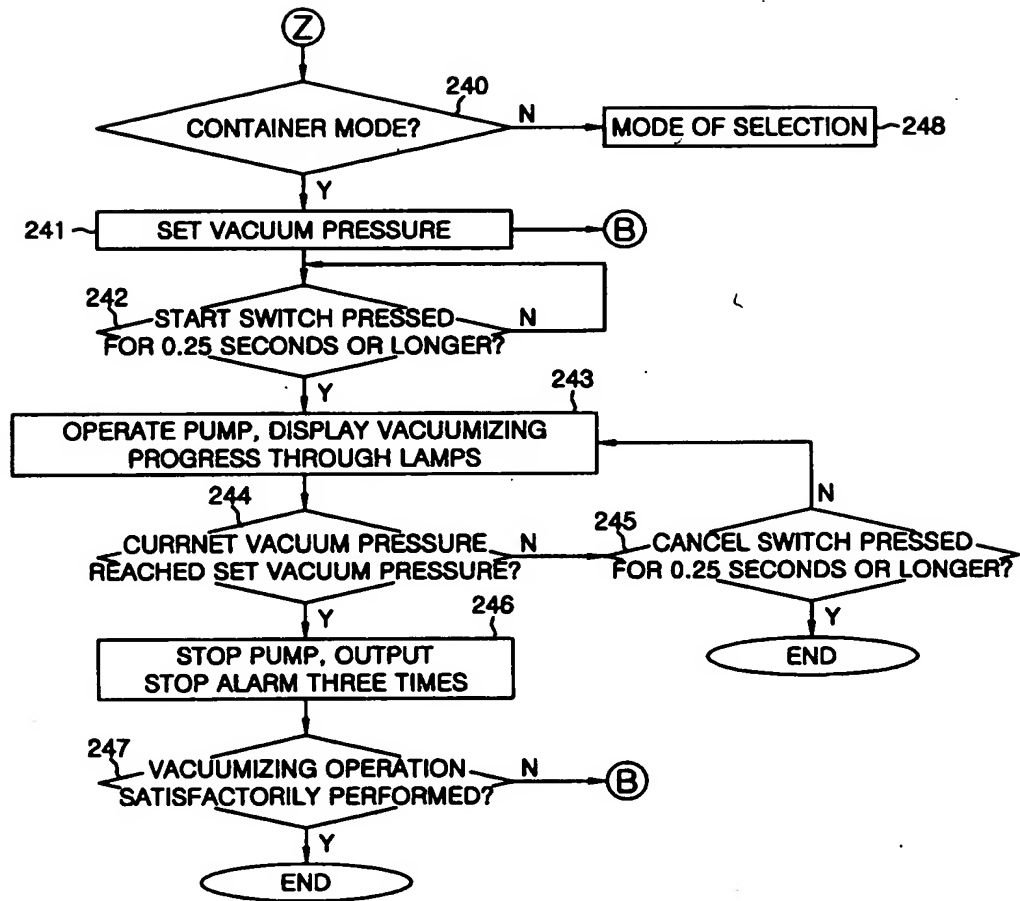 Z
240
CONTAINER MODE?
N
MODE OF SELECTION
248
Y
241
SET VACUUM PRESSURE
B
242
START SWITCH PRESSED
FOR 0.25 SECONDS OR LONGER?
N
Y
243
OPERATE PUMP, DISPLAY VACUUMIZING
PROGRESS THROUGH LAMPS
N
244
CURRNET VACUUM PRESSURE
REACHED SET VACUUM PRESSURE?
N
245
CANCEL SWITCH PRESSED
FOR 0.25 SECONDS OR LONGER?
Y
Y
246
STOP PUMP, OUTPUT
STOP ALARM THREE TIMES
END
247
VACUUMIZING OPERATION
SATISFACTORILY PERFORMED?
N
B
Y
END